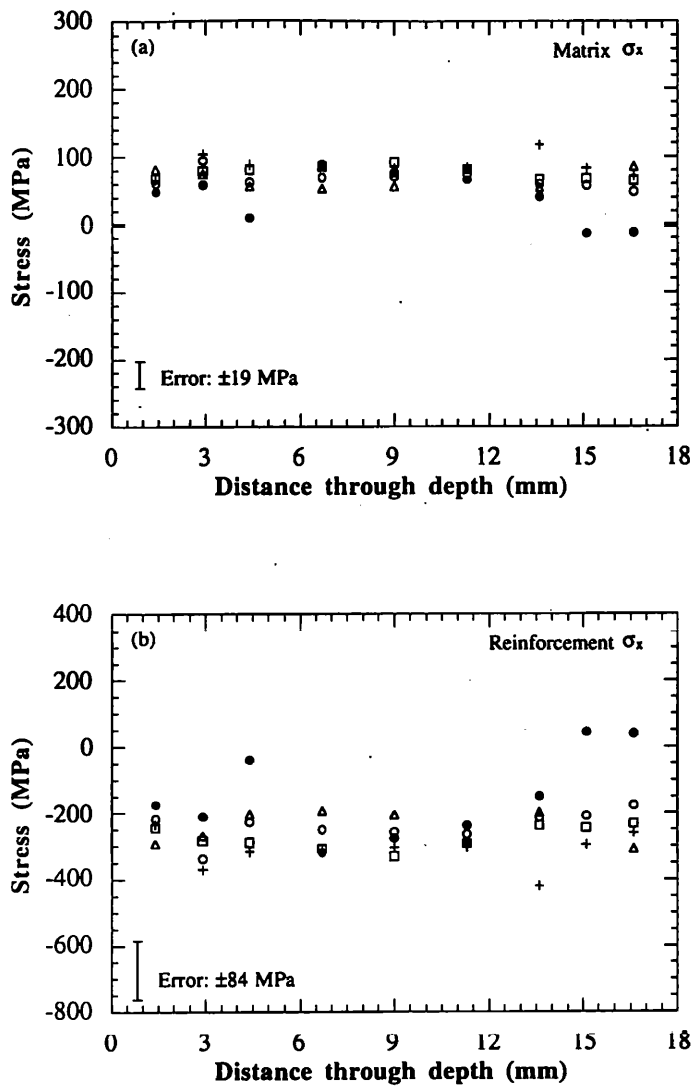 300
(a)
Matrix σx
200
100
0
-100
-200
Error: ±19 MPa
-300
Stress (MPa)
0 3 6 9 12 15 18
Distance through depth (mm)
400
(b)
Reinforcement σx
200
0
-200
-400
-600
Error: ±84 MPa
-800
Stress (MPa)
0 3 6 9 12 15 18
Distance through depth (mm)